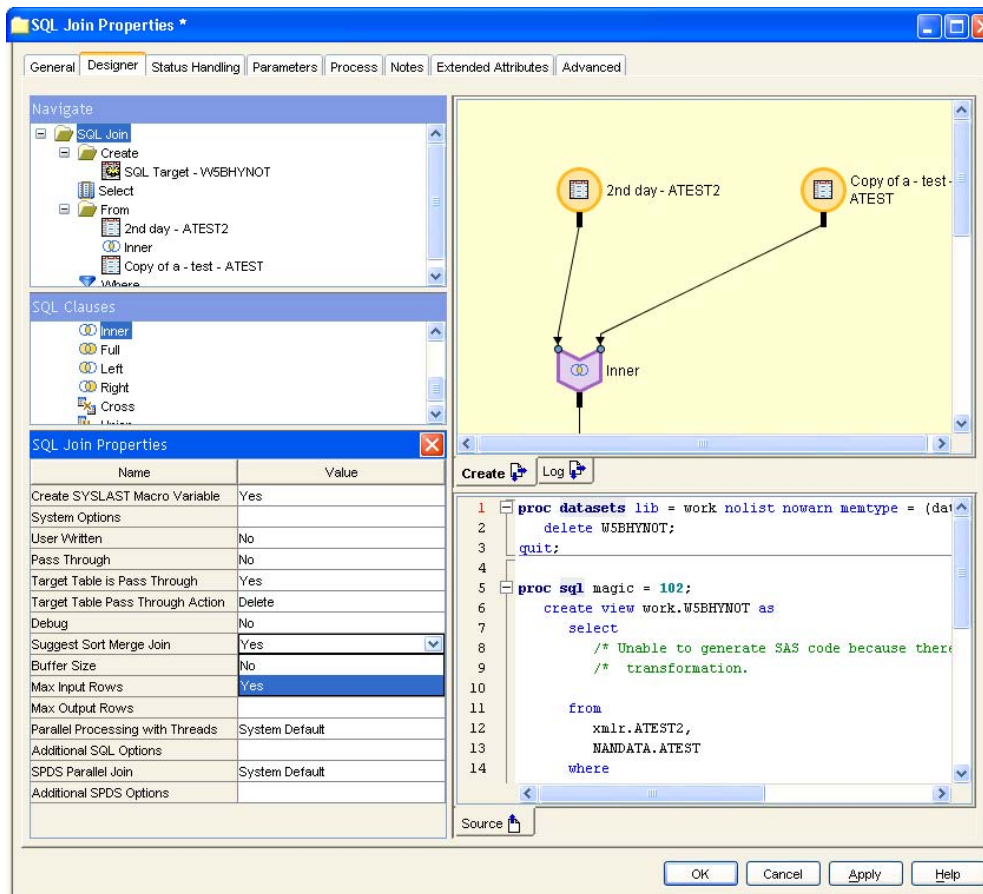 SQL Join Properties *
General Designer Status Handling Parameters Process Notes Extended Attributes Advanced
Navigate
SQL Join
Create
SQL Target - W5BHYNOT
Select
From
2nd day - ATEST2
Inner
Copy of a - test - ATEST
Where
SQL Clauses
Inner
Full
Left
Right
Cross
Union
SQL Join Properties
Name Value
Create SYSLAST Macro Variable Yes
System Options
User Written No
Pass Through No
Target Table is Pass Through Yes
Target Table Pass Through Action Delete
Debug No
Suggest Sort Merge Join Yes
Buffer Size No
Max Input Rows Yes
Max Output Rows
Parallel Processing with Threads System Default
Additional SQL Options
SPDS Parallel Join System Default
Additional SPDS Options
2nd day - ATEST2
Copy of a - test -
ATEST
Inner
Create Log
1 proc datasets lib = work nolist nowarn memtype = (dat
2 delete W5BHYNOT;
3 quit;
4
5 proc sql magic = 102;
6 create view work.W5BHYNOT as
7 select
8 /* Unable to generate SAS code because there
9 /* transformation.
10
11 from
12 xmlr.ATEST2,
13 NANDATA.ATEST
14 where
Source
OK Cancel Apply Help